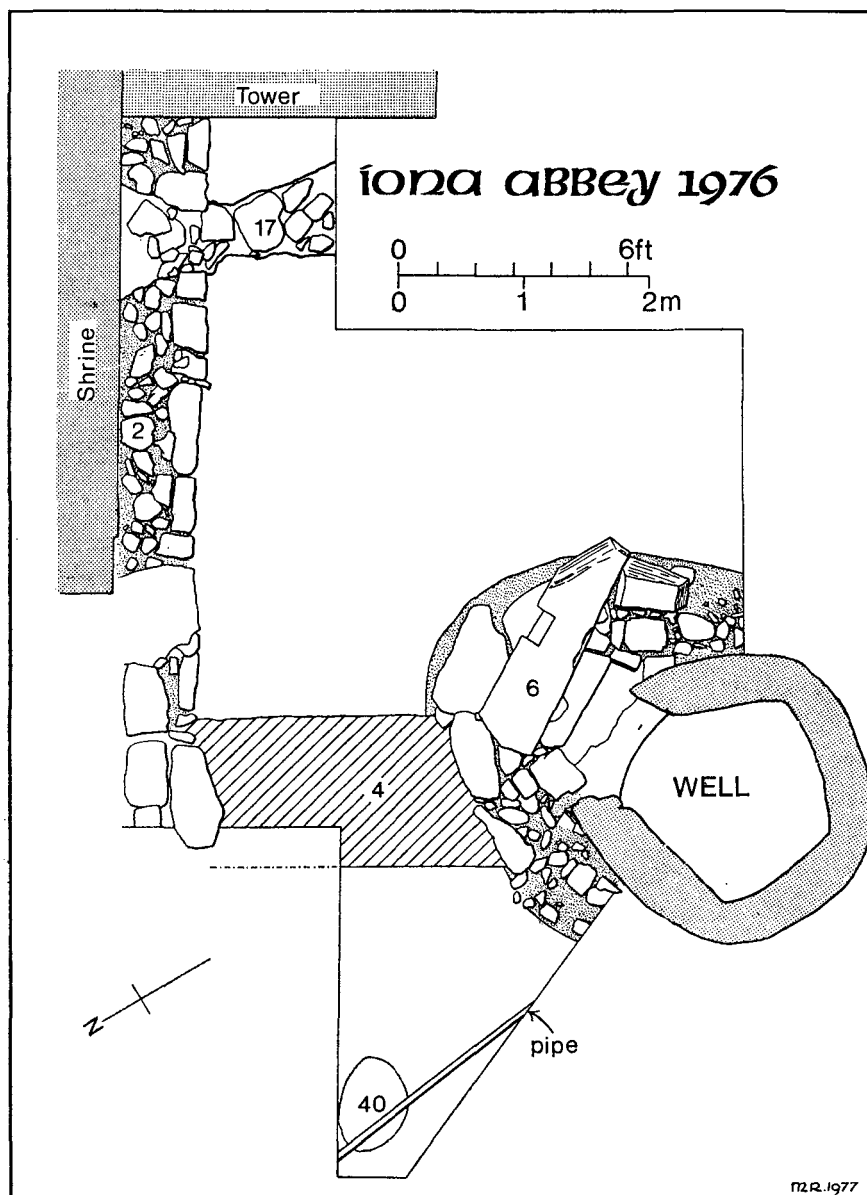 Tower
iona abbey 1976
17
0 6ft
0 1 2m
Shrine
2
6
WELL
4
N
pipe
40
MR.1977